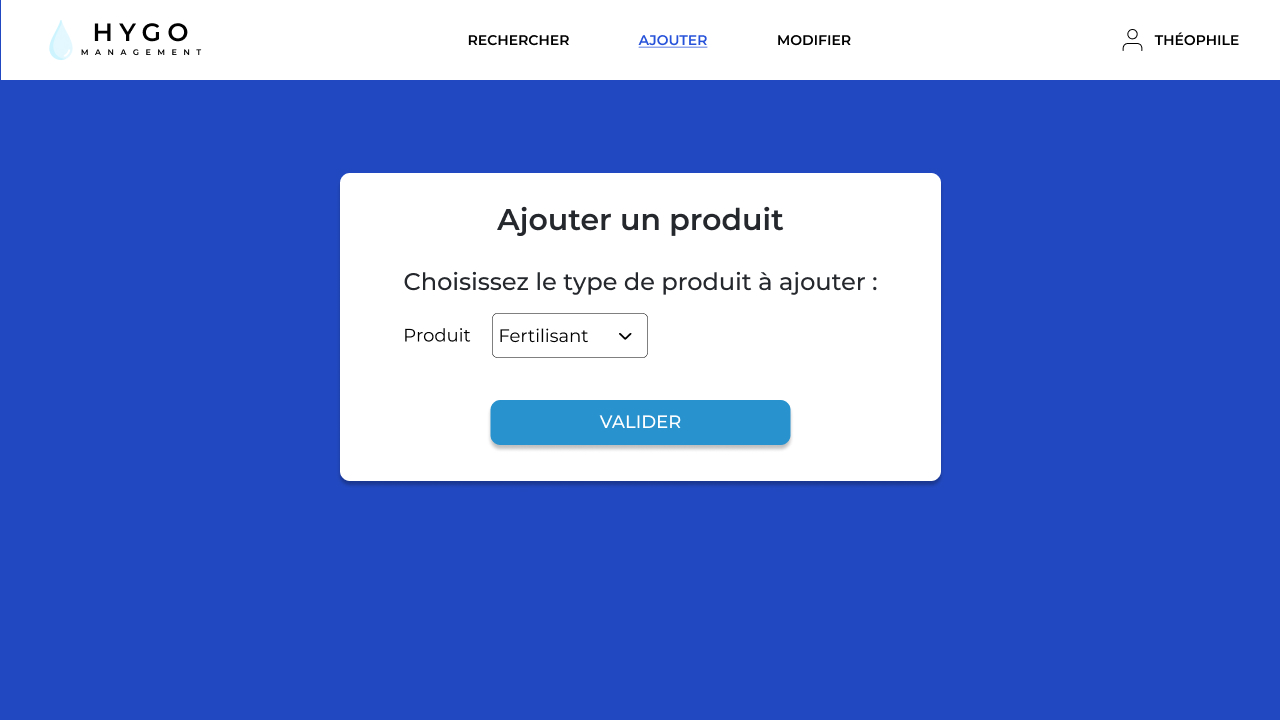 HYGO
MANAGEMENT
RECHERCHER
AJOUTER
MODIFIER
THÉOPHILE
Ajouter un produit
Choisissez le type de produit à ajouter :
Produit
Fertilisant
VALIDER